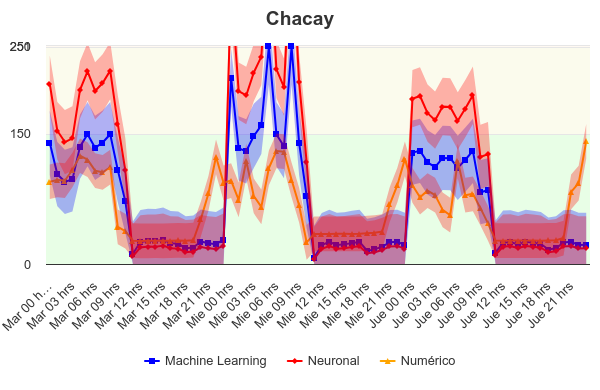 Chacay
250
150
0
Mar 00 h...
Mar 03 hrs
Mar 06 hrs
Mar 09 hrs
Mar 12 hrs
Mar 15 hrs
Mar 18 hrs
Mar 21 hrs
Mie 00 hrs
Mie 03 hrs
Mie 06 hrs
Mie 09 hrs
Mie 12 hrs
Mie 15 hrs
Mie 18 hrs
Mie 21 hrs
Jue 00 hrs
Jue 03 hrs
Jue 06 hrs
Jue 09 hrs
Jue 12 hrs
Jue 15 hrs
Jue 18 hrs
Jue 21 hrs
Machine Learning Neuronal Numérico